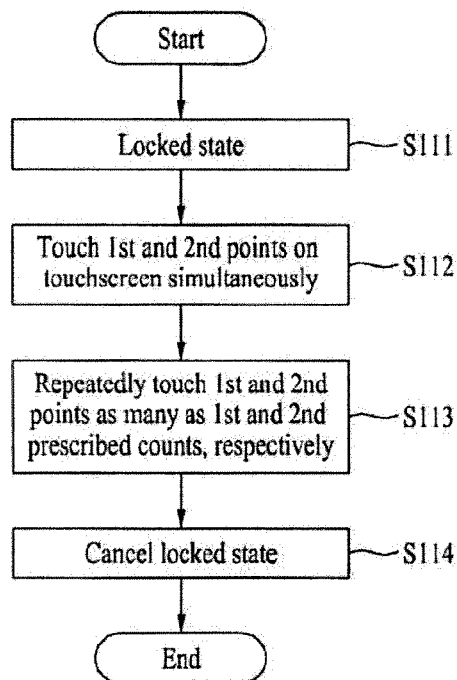 Start
Locked state
S111
Touch 1st and 2nd points on
touchscreen simultaneously
S112
Repeatedly touch 1st and 2nd
points as many as 1st and 2nd
prescribed counts, respectively
S113
Cancel locked state
S114
End